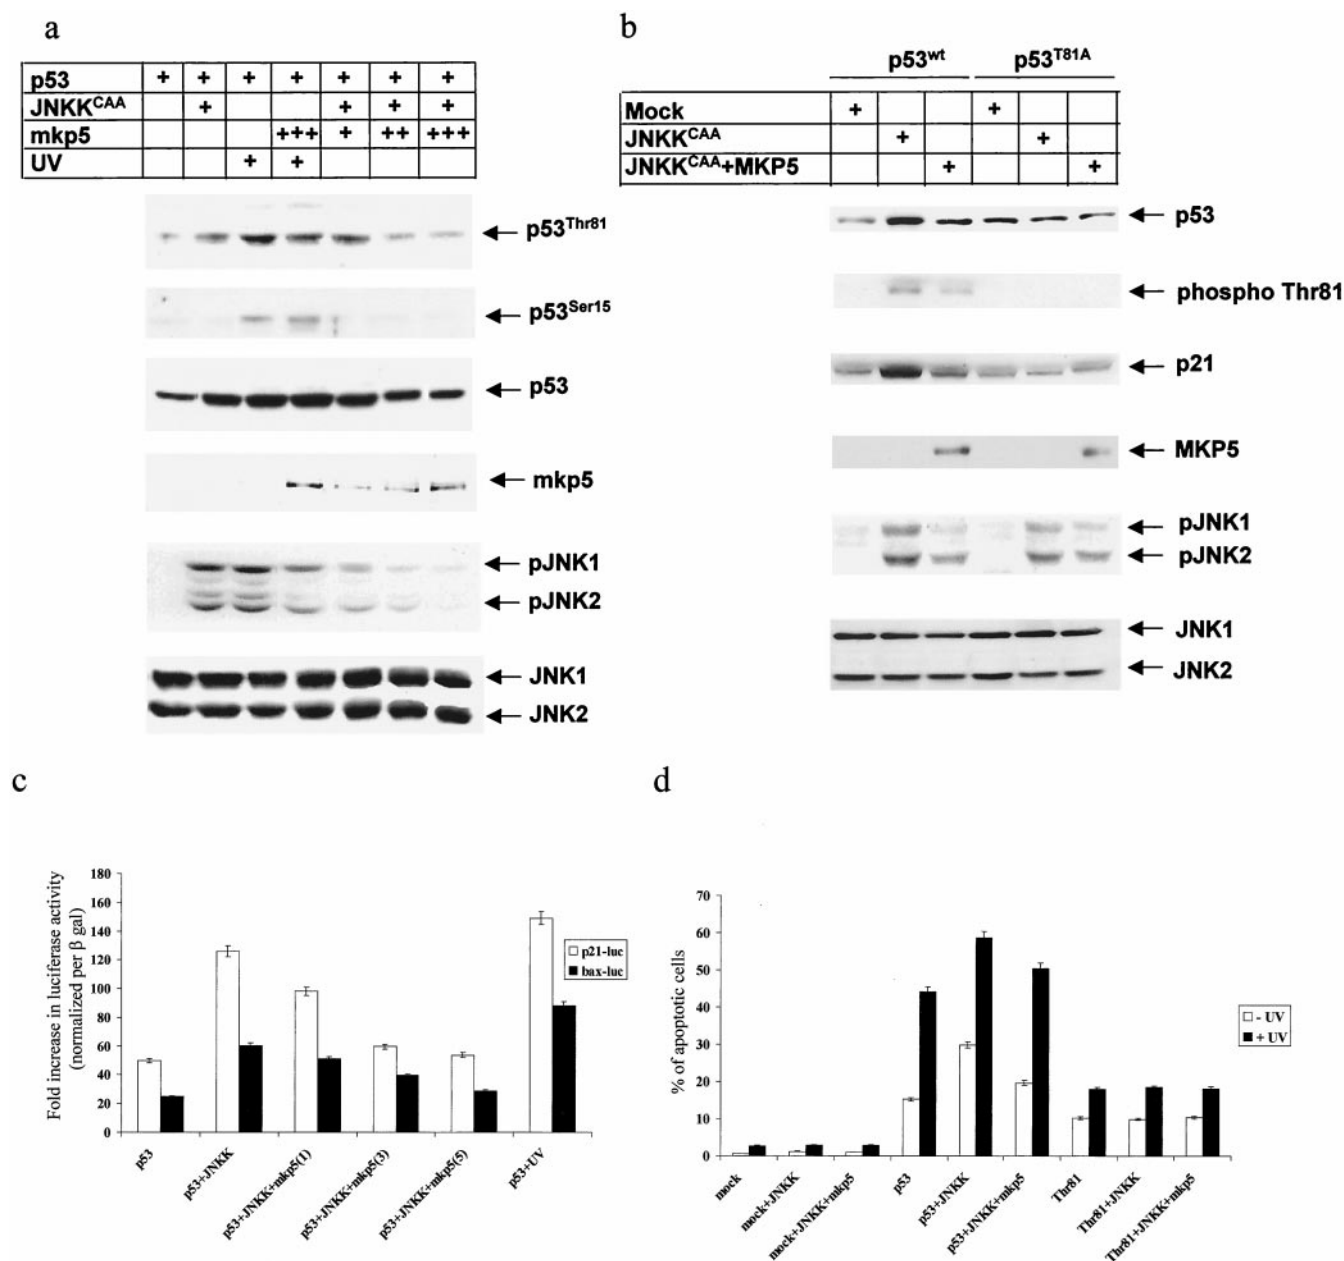 a
p53 + + + + + + +
JNKK^CAA + + + +
mkp5 +++ + ++ +++
UV + +
p53^Thr81
p53^Ser15
p53
mkp5
pJNK1
pJNK2
JNK1
JNK2
b
p53^wt p53^T81A
Mock + +
JNKK^CAA + +
JNKK^CAA+MKP5 + +
p53
phospho Thr81
p21
MKP5
pJNK1
pJNK2
JNK1
JNK2
c
Fold increase in luciferase activity
(normalized per β gal)
180
160
140
120
100
80
60
40
20
0
p53
p53+JNKK
p53+JNKK+mkp5(1)
p53+JNKK+mkp5(3)
p53+JNKK+mkp5(5)
p53+UV
p21-luc
bax-luc
d
% of apoptotic cells
70
60
50
40
30
20
10
0
mock
mock+JNKK
mock+JNKK+mkp5
p53
p53+JNKK
p53+JNKK+mkp5
Thr81
Thr81+JNKK
Thr81+JNKK+mkp5
- UV
+ UV